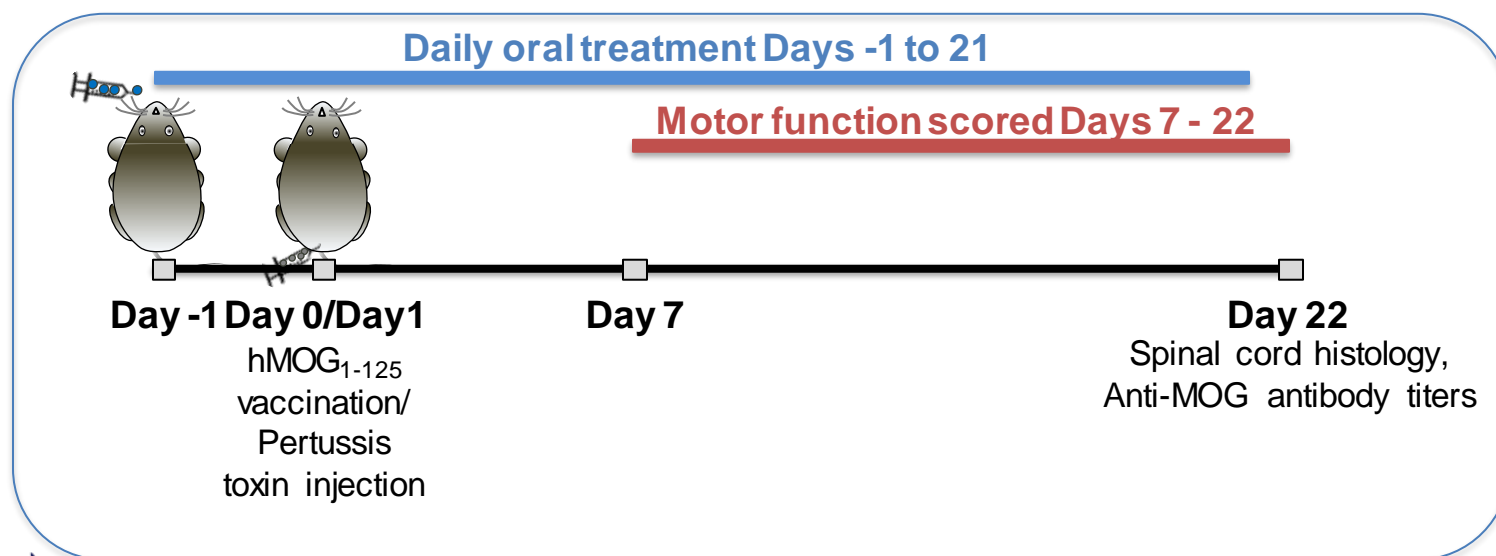 Daily oral treatment Days -1 to 21
Motor function scored Days 7 - 22
Day -1 Day 0/Day1 Day 7 Day 22
hMOG1-125
vaccination/
Pertussis
toxin injection
Spinal cord histology,
Anti-MOG antibody titers